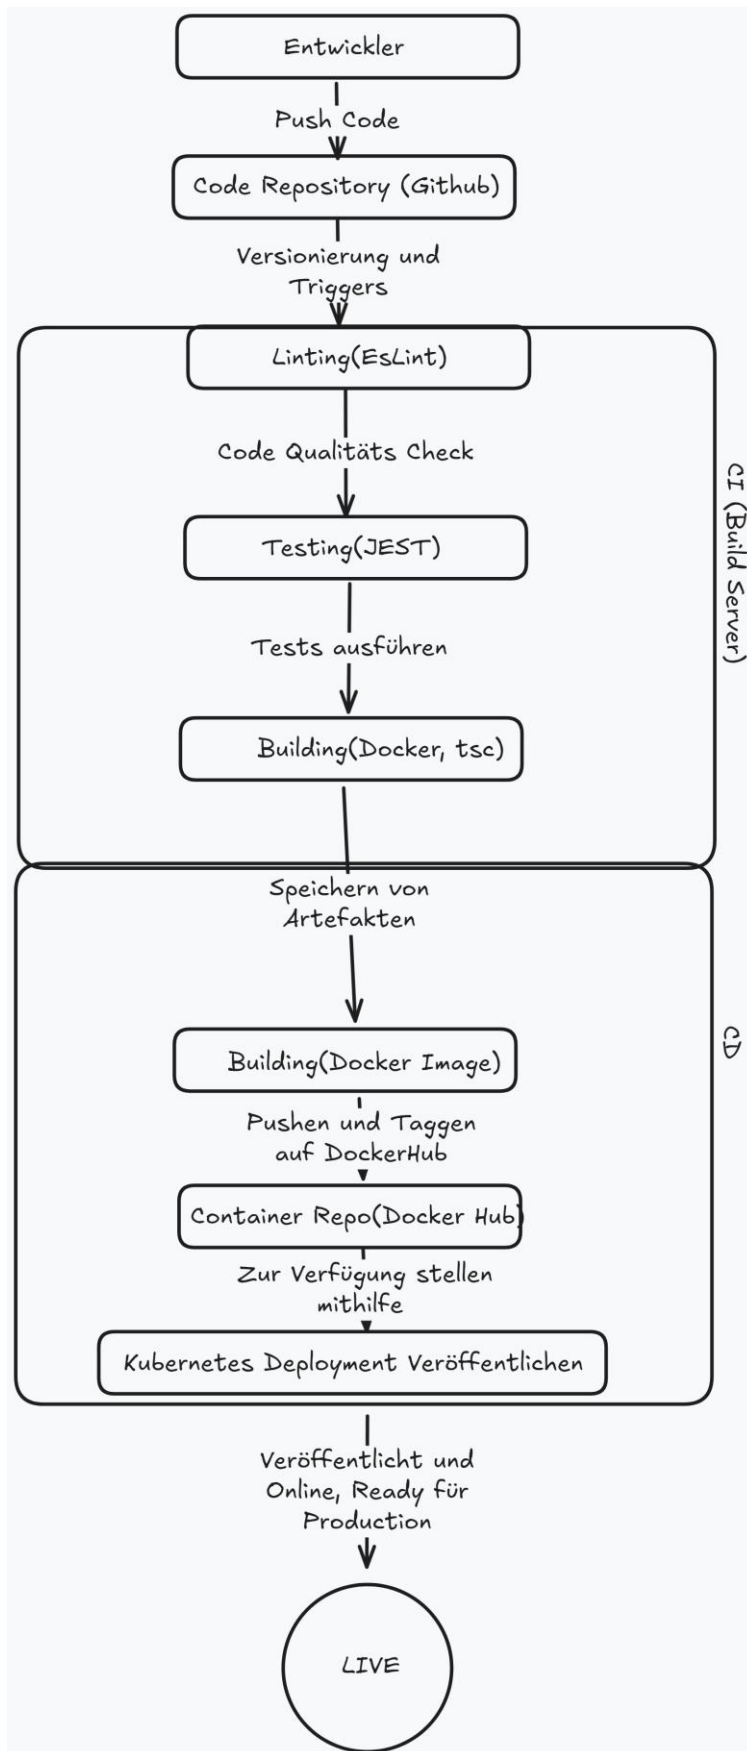 Entwickler
Push Code
Code Repository (Github)
Versionierung und
Triggers
Linting(EsLint)
Code Qualitäts Check
CI (Build Server)
Testing(JEST)
Tests ausführen
Building(Docker, tsc)
Speichern von
Artefakten
CD
Building(Docker Image)
Pushen und Taggen
auf DockerHub
Container Repo(Docker Hub)
Zur Verfügung stellen
mithilfe
Kubernetes Deployment Veröffentlichen
Veröffentlicht und
Online, Ready für
Production
LIVE